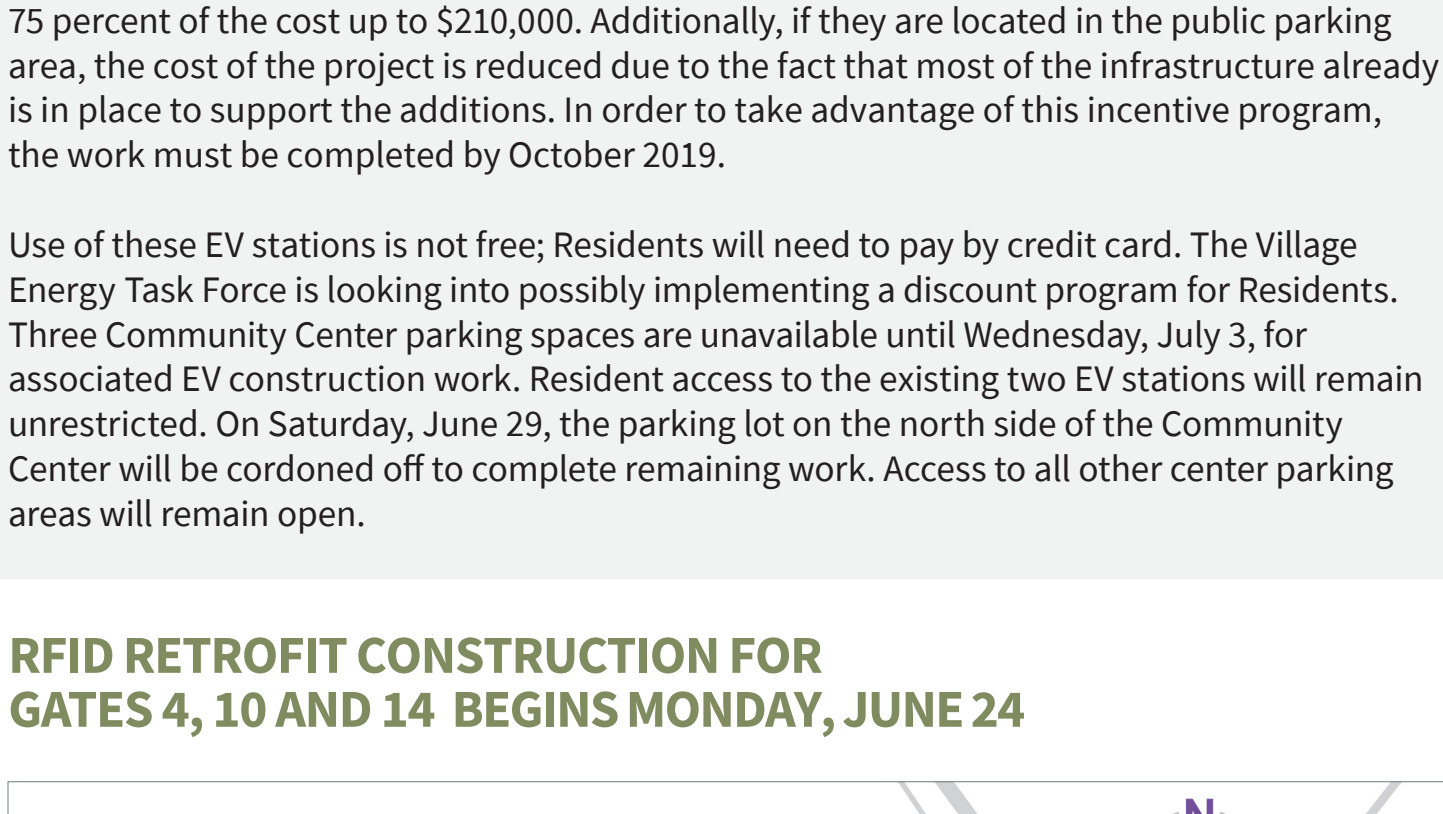 75 percent of the cost up to $210,000. Additionally, if they are located in the public parking
area, the cost of the project is reduced due to the fact that most of the infrastructure already
is in place to support the additions. In order to take advantage of this incentive program,
the work must be completed by October 2019.
Use of these EV stations is not free; Residents will need to pay by credit card. The Village
Energy Task Force is looking into possibly implementing a discount program for Residents.
Three Community Center parking spaces are unavailable until Wednesday, July 3, for
associated EV construction work. Resident access to the existing two EV stations will remain
unrestricted. On Saturday, June 29, the parking lot on the north side of the Community
Center will be cordoned off to complete remaining work. Access to all other center parking
areas will remain open.
RFID RETROFIT CONSTRUCTION FOR
GATES 4, 10 AND 14 BEGINS MONDAY, JUNE 24
N